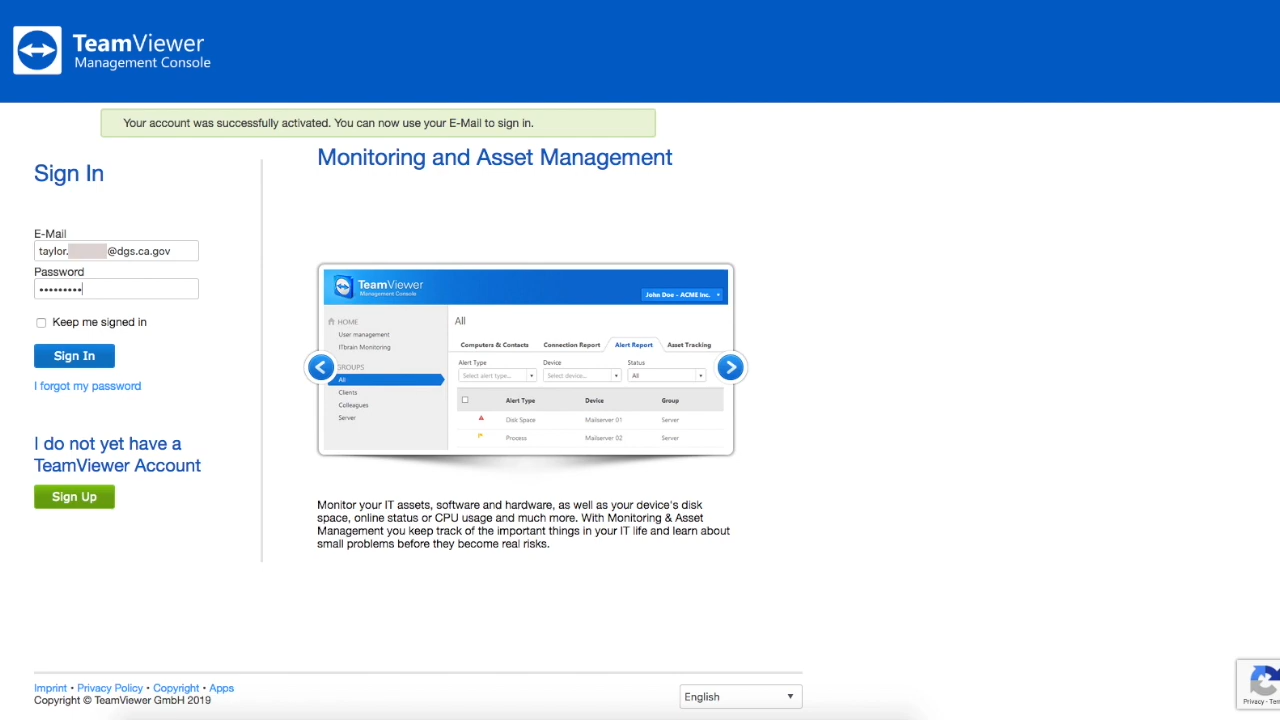 TeamViewer
Management Console
Your account was successfully activated. You can now use your E-Mail to sign in.
Sign In
E-Mail
taylor. @dgs.ca.gov
Password
Keep me signed in
Sign In
I forgot my password
I do not yet have a
TeamViewer Account
Sign Up
Monitoring and Asset Management
TeamViewer
Management Console
John Doe - ACME Inc.
HOME
User management
ITbrain Monitoring
GROUPS
All
Clients
Colleagues
Server
All
Computers & Contacts Connection Report Alert Report Asset Tracking
Alert Type Device Status
Select alert type... Select device... All
Alert Type Device Group
Disk Space Mailserver 01 Server
Process Mailserver 02 Server
Monitor your IT assets, software and hardware, as well as your device's disk
space, online status or CPU usage and much more. With Monitoring & Asset
Management you keep track of the important things in your IT life and learn about
small problems before they become real risks.
Imprint • Privacy Policy • Copyright • Apps
Copyright © TeamViewer GmbH 2019
English
Privacy - Ter